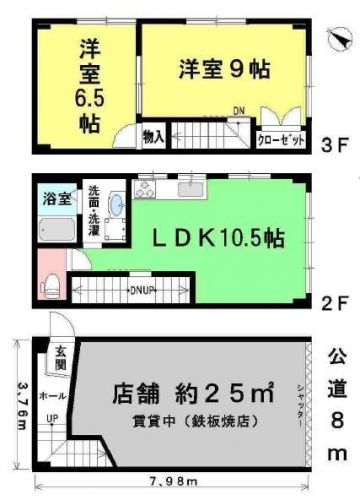 洋室
6.5
帖
洋室 9 帖
DN
物入
クローゼット
3F
浴室
洗面・洗濯
LDK10.5帖
DNUP
2F
玄関
ホール
UP
店舗 約25㎡
賃貸中（鉄板焼店）
シャッター
公道8m
3,76m
7,98m